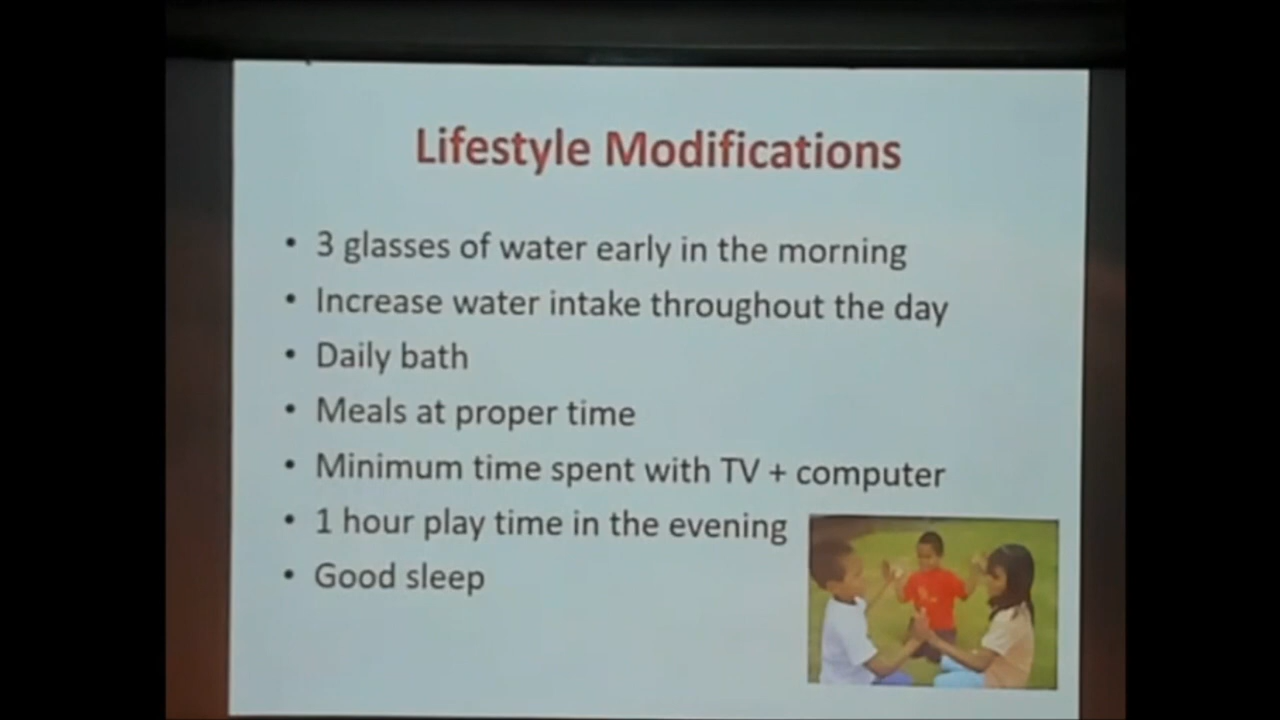 Lifestyle Modifications
• 3 glasses of water early in the morning
• Increase water intake throughout the day
• Daily bath
• Meals at proper time
• Minimum time spent with TV + computer
• 1 hour play time in the evening
• Good sleep